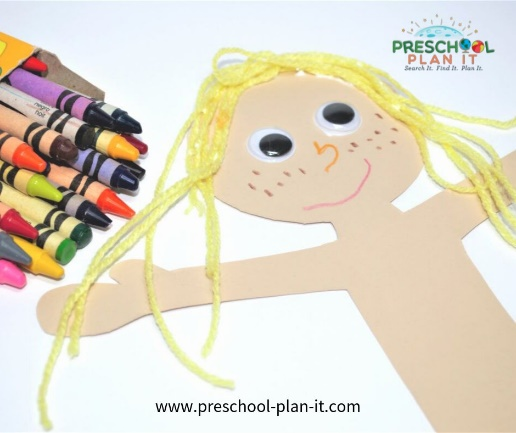 PRESCHOOL
PLAN IT
Search It. Find It. Plan It.
www.preschool-plan-it.com